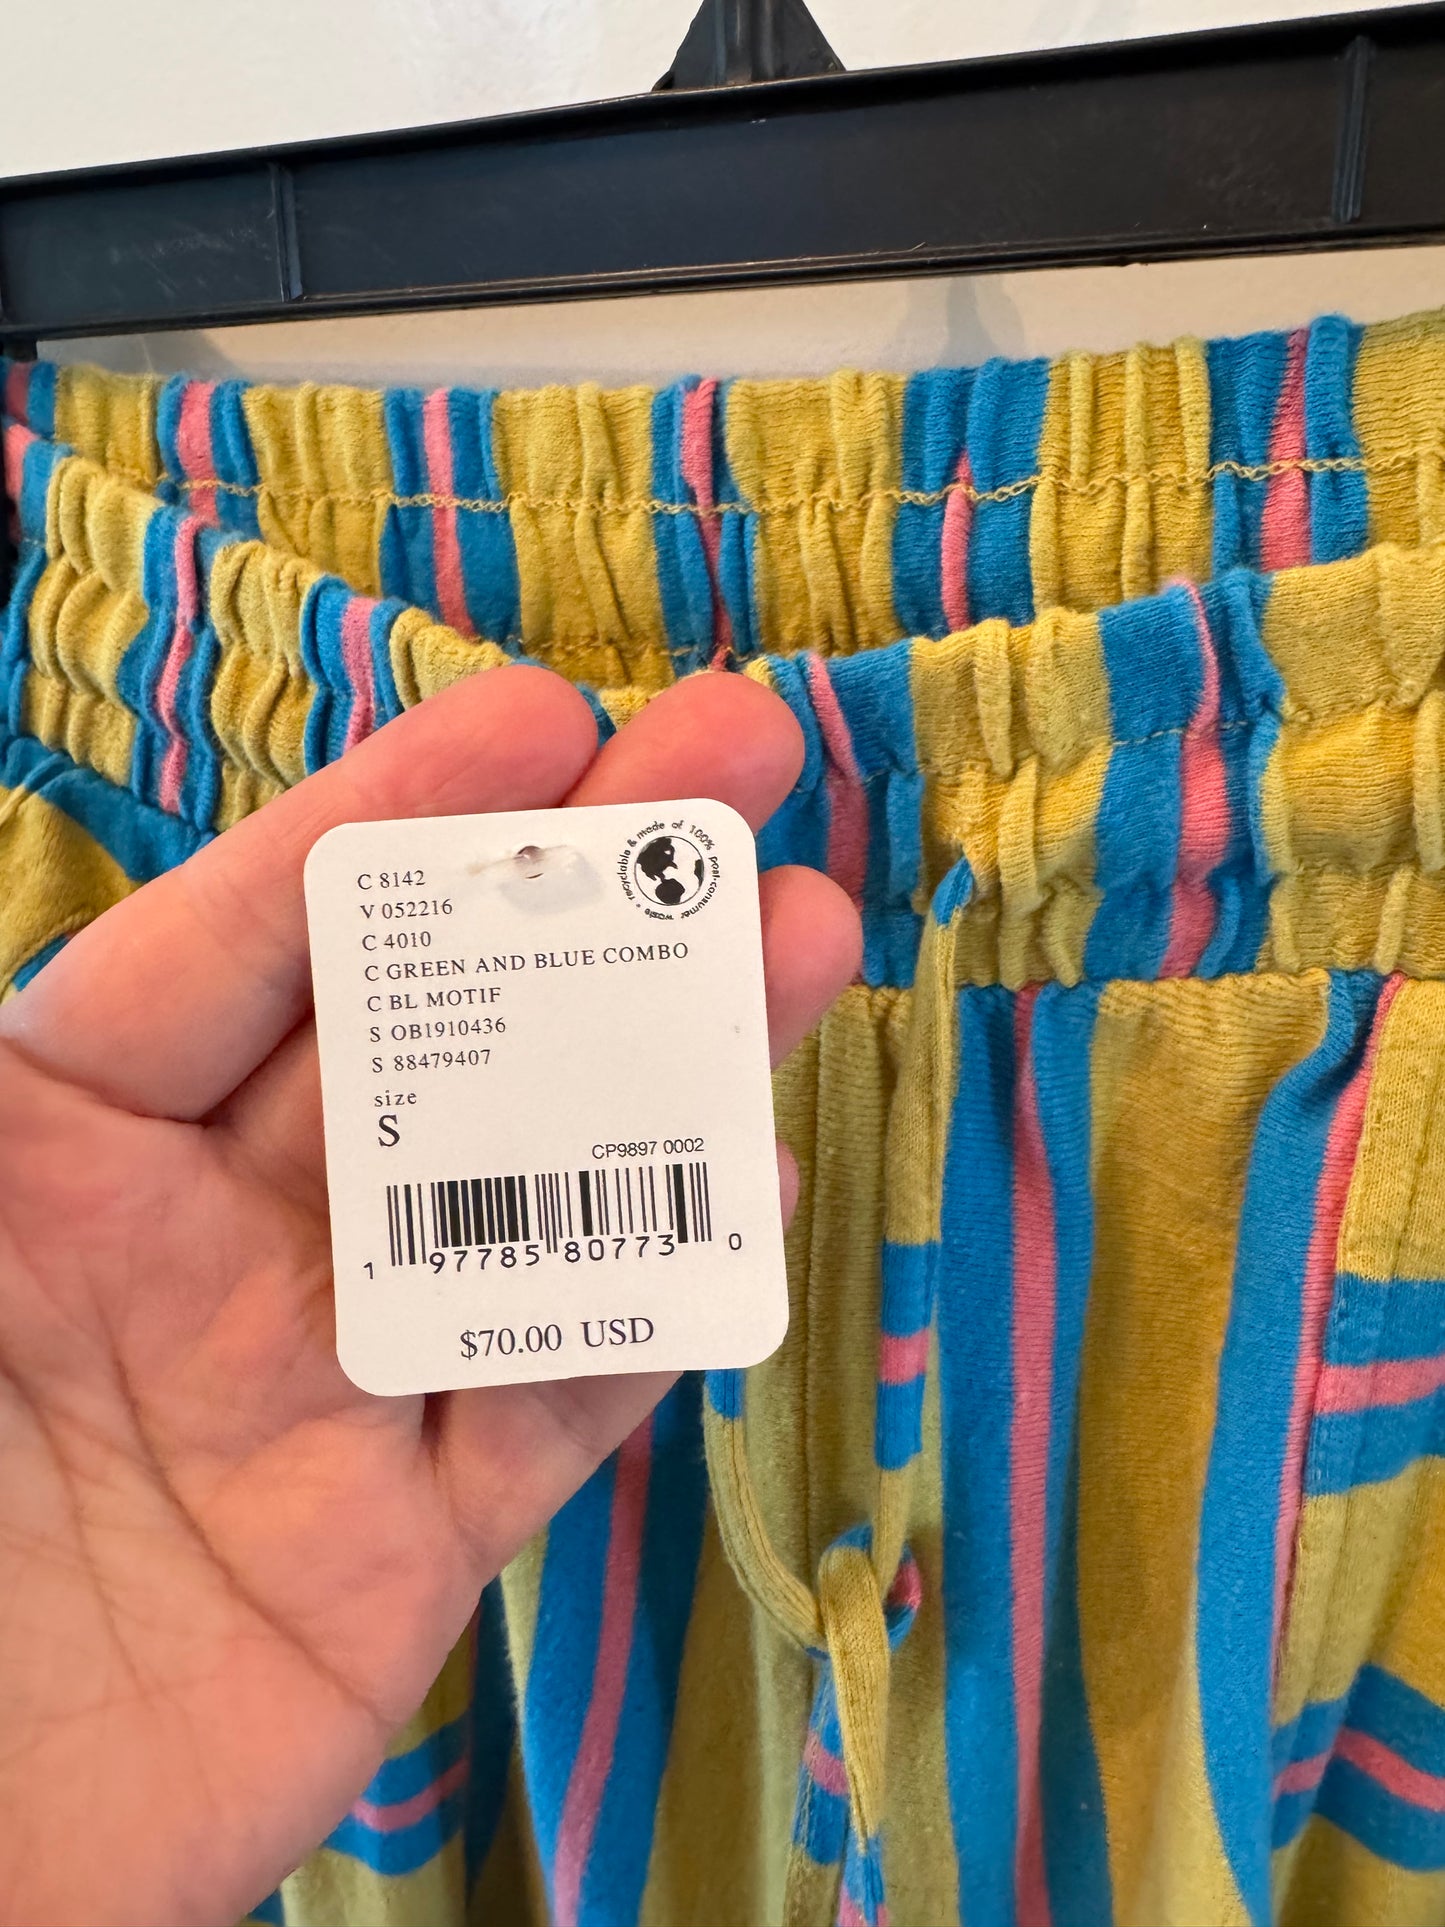 C 8142
V 052216
C 4010
C GREEN AND BLUE COMBO
C BL MOTIF
S OB1910436
S 88479407
size
S
CP9897 0002
1 97785 80773 0
$70.00 USD
recyclable & made of 100% post-consumer waste •